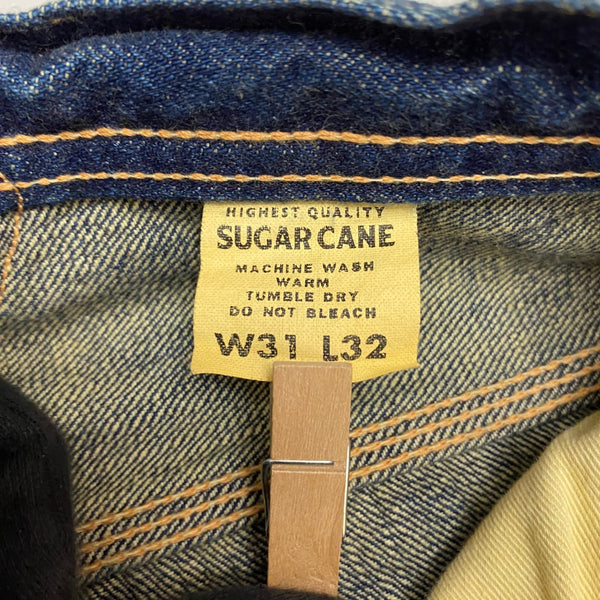 HIGHEST QUALITY
SUGAR CANE
MACHINE WASH
WARM
TUMBLE DRY
DO NOT BLEACH
W31 L32